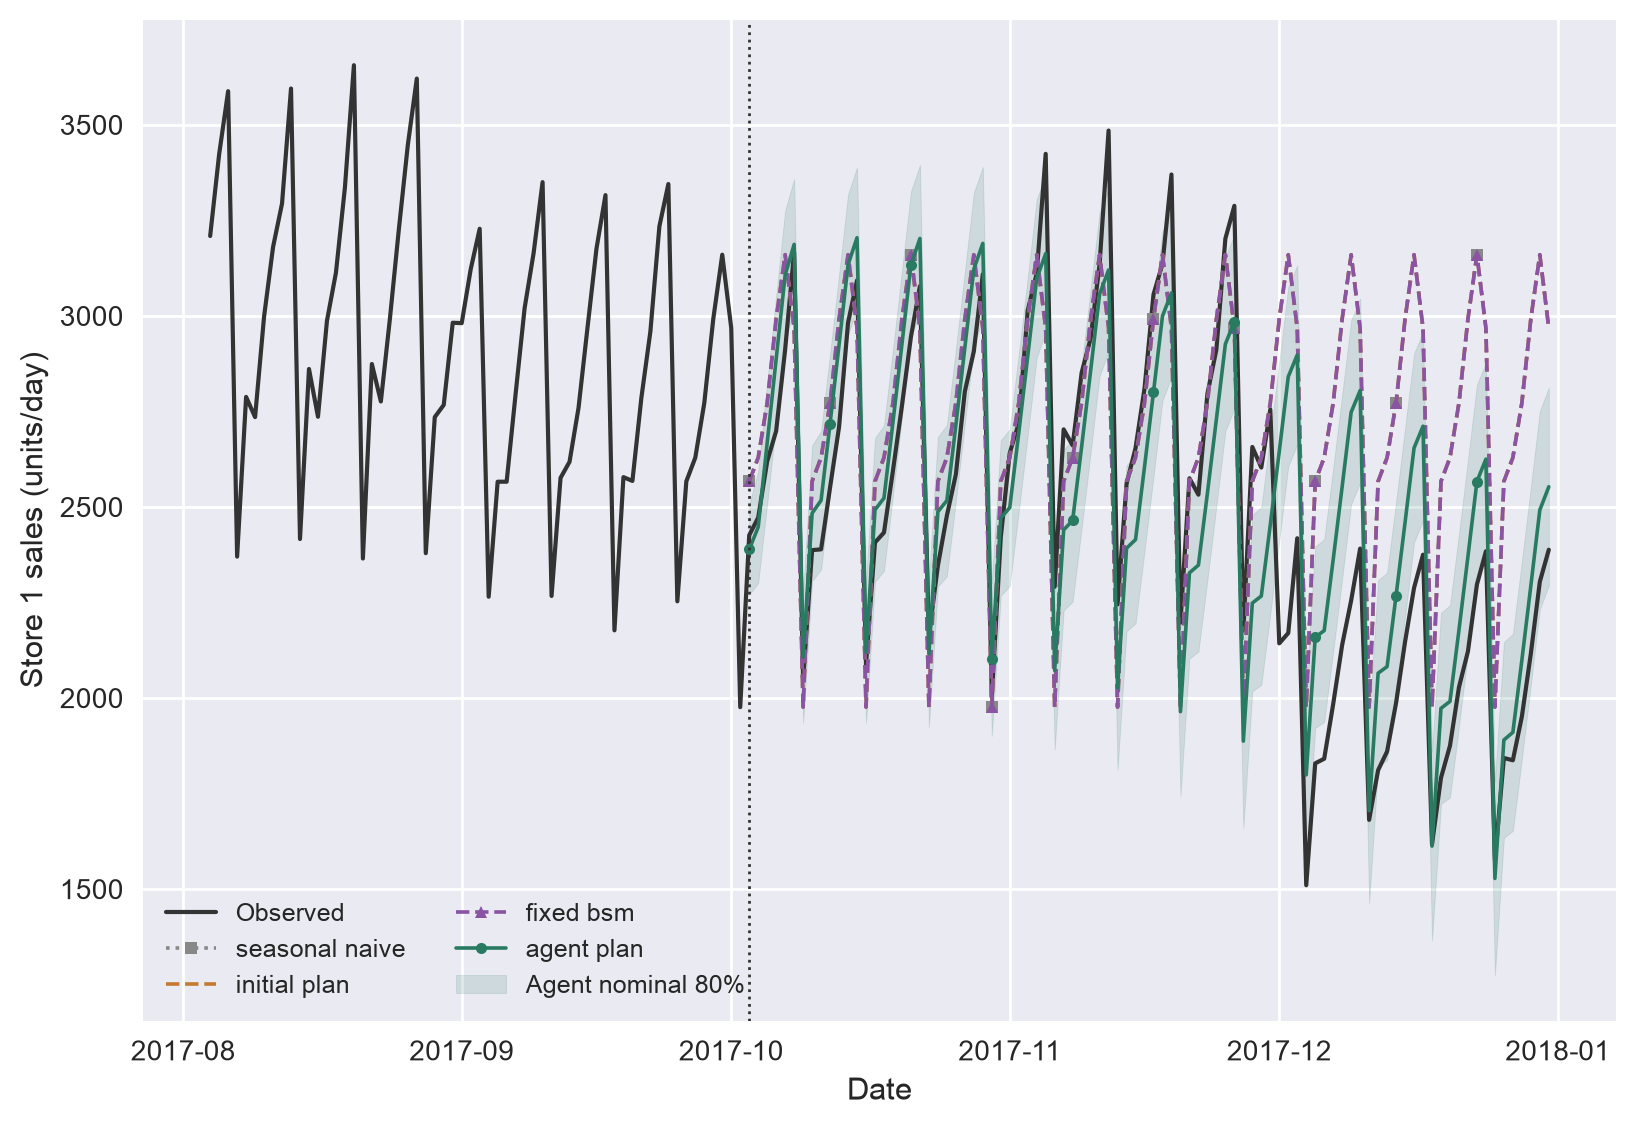 3500
3000
2500
2000
1500
Store 1 sales (units/day)
Observed
seasonal naive
initial plan
fixed bsm
agent plan
Agent nominal 80%
2017-08
2017-09
2017-10
2017-11
2017-12
2018-01
Date